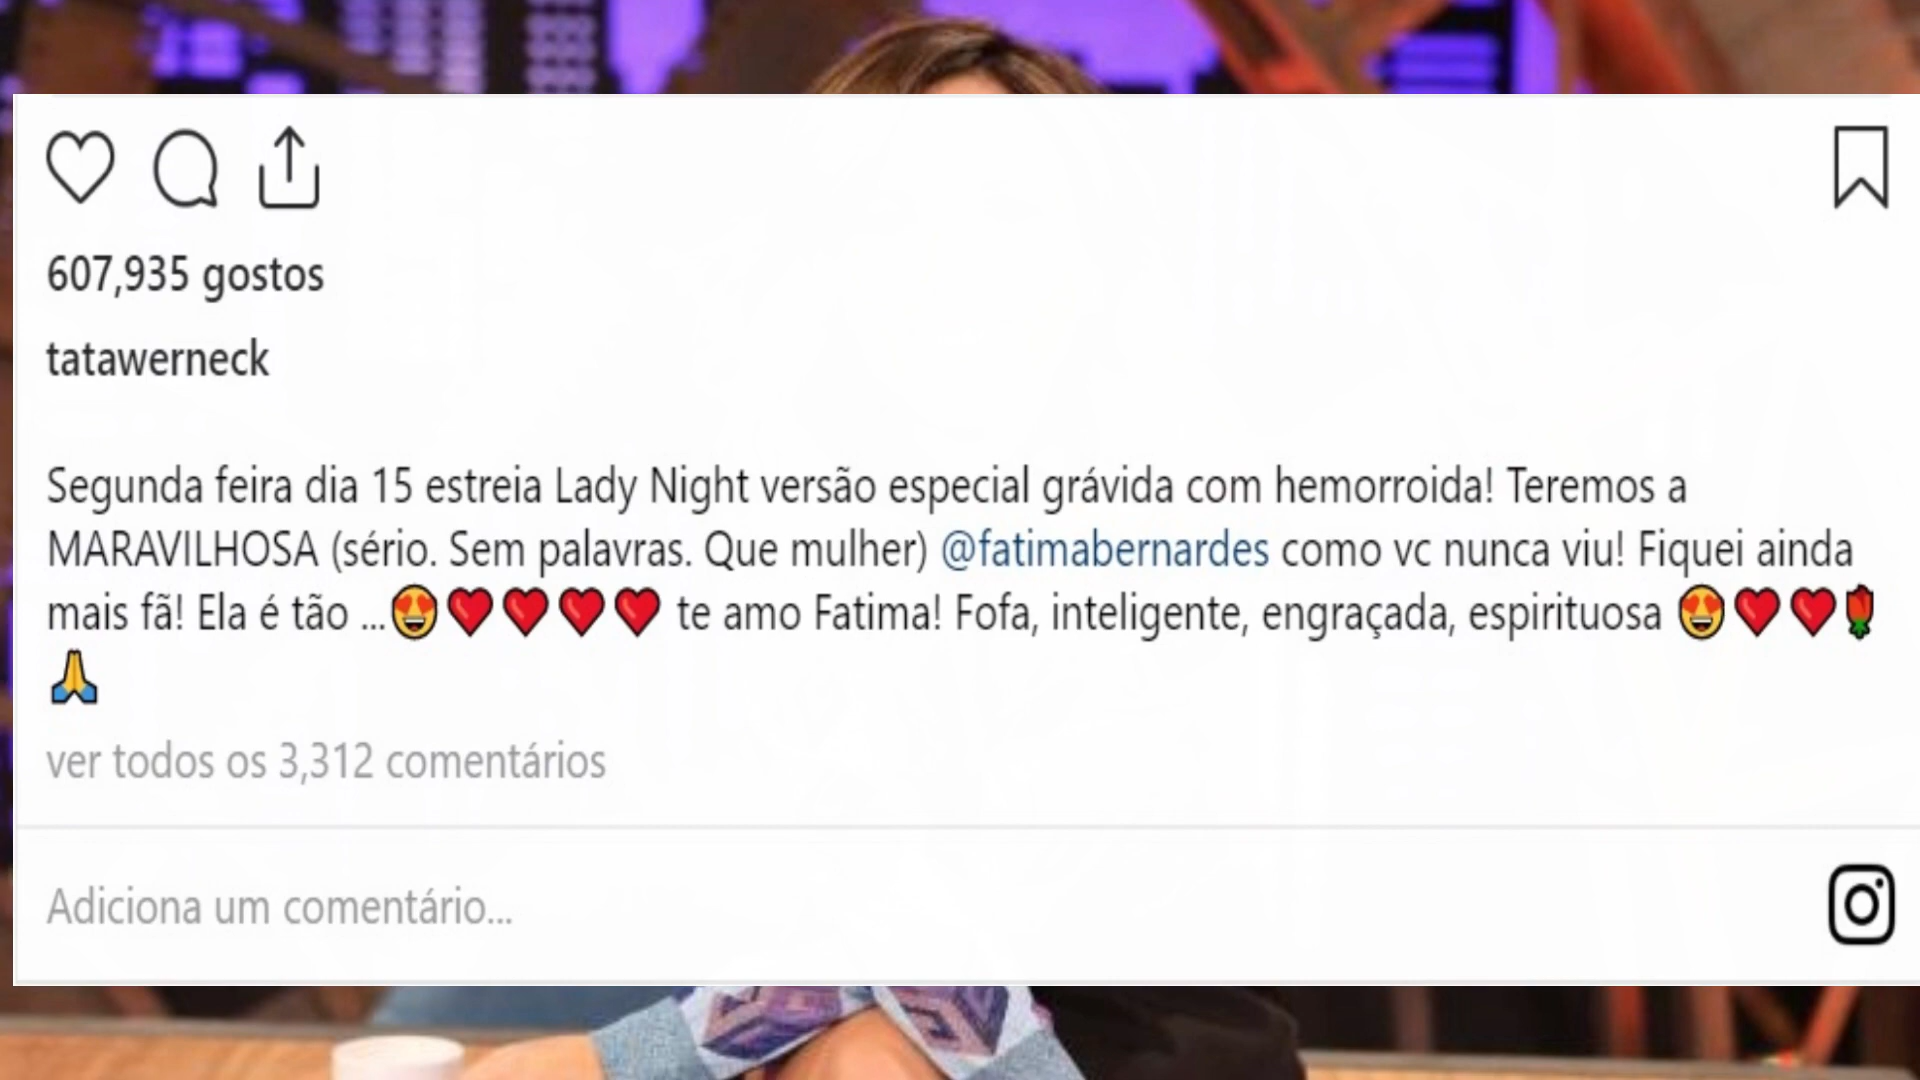 607,935 gostos
tatawerneck
Segunda feira dia 15 estreia Lady Night versão especial grávida com hemorroida! Teremos a
MARAVILHOSA (sério. Sem palavras. Que mulher) @fatimabernardes como vc nunca viu! Fiquei ainda
mais fã! Ela é tão ...😍❤️❤️❤️❤️ te amo Fatima! Fofa, inteligente, engraçada, espirituosa 😍❤️❤️🌹
🙏
ver todos os 3,312 comentários
Adiciona um comentário...